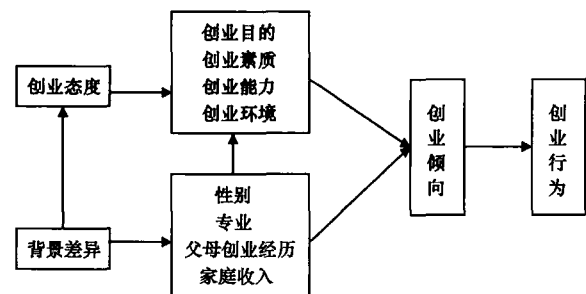 创业目的
创业素质
创业能力
创业环境
创业态度
创业倾向
创业行为
性别
专业
父母创业经历
家庭收入
背景差异